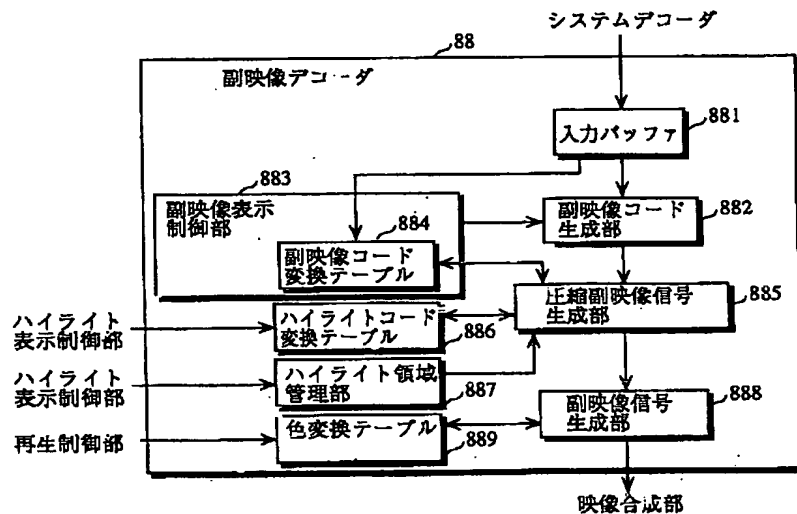 システムデコーダ
88
副映像デコーダ
入力バッファ
881
883
副映像表示
制御部
884
副映像コード
変換テーブル
副映像コード
生成部
882
圧縮副映像信号
生成部
885
ハイライト
表示制御部
ハイライトコード
変換テーブル
886
ハイライト
表示制御部
ハイライト領域
管理部
887
副映像信号
生成部
888
再生制御部
色変換テーブル
889
映像合成部